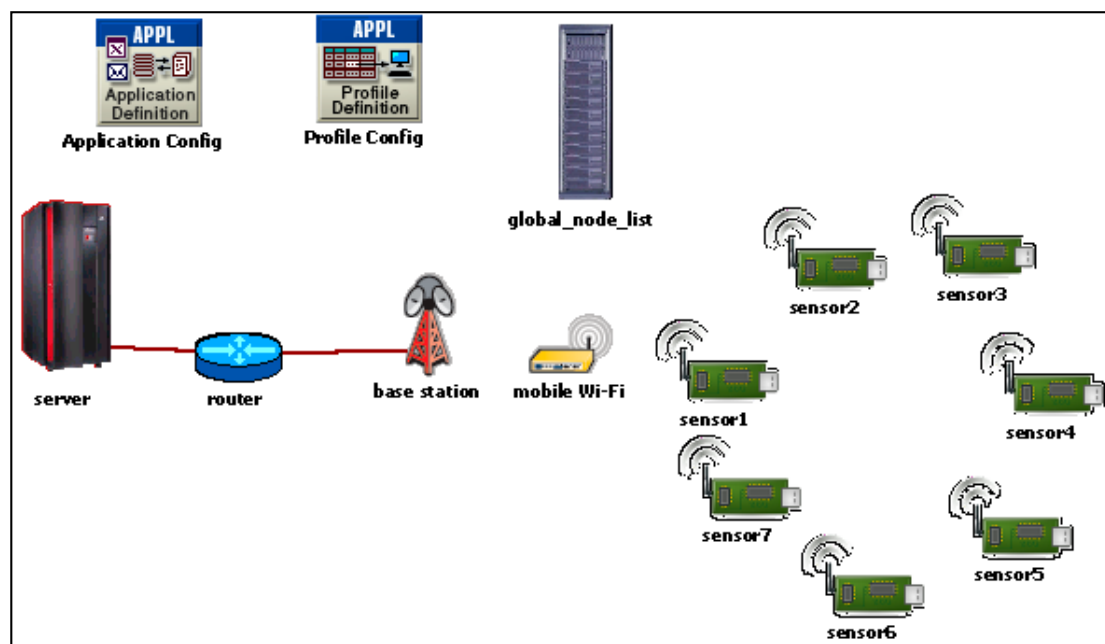 APPL
Application
Definition
Application Config
APPL
Profiile
Definition
Profile Config
global_node_list
server
router
base station
mobile Wi-Fi
sensor1
sensor2
sensor3
sensor4
sensor5
sensor6
sensor7